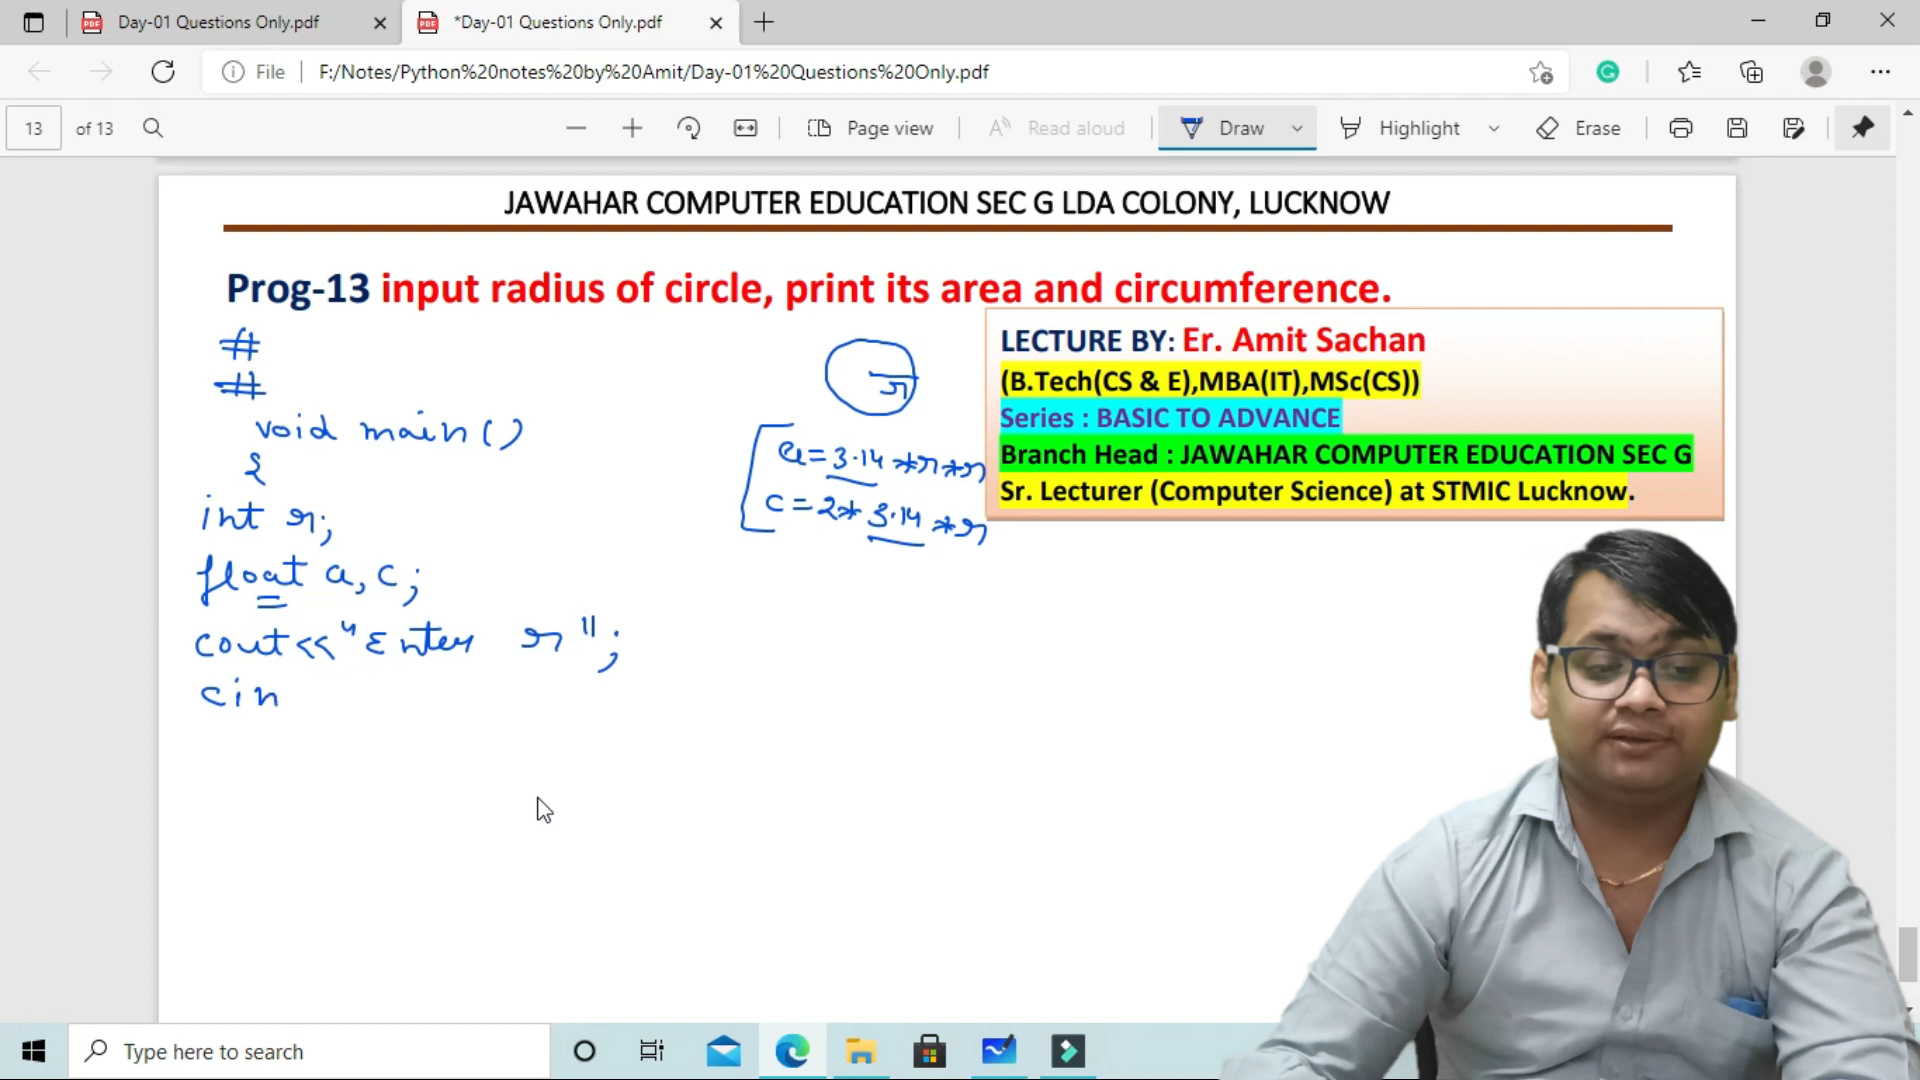 Day-01 Questions Only.pdf
*Day-01 Questions Only.pdf
File
F:/Notes/Python%20notes%20by%20Amit/Day-01%20Questions%20Only.pdf
13 of 13
Page view
Read aloud
Draw
Highlight
Erase
JAWAHAR COMPUTER EDUCATION SEC G LDA COLONY, LUCKNOW
Prog-13 input radius of circle, print its area and circumference.
LECTURE BY: Er. Amit Sachan
(B.Tech(CS & E),MBA(IT),MSc(CS))
Series : BASIC TO ADVANCE
Branch Head : JAWAHAR COMPUTER EDUCATION SEC G
Sr. Lecturer (Computer Science) at STMIC Lucknow.
#
#
void main()
{
int r;
float a, c;
cout<<"Enter r";
cin
r
a=3.14*r*r
c=2*3.14*r
Type here to search